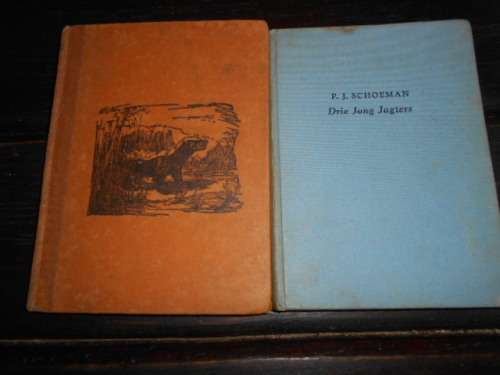 P. J. SCHOEMAN
Drie Jong Jagters